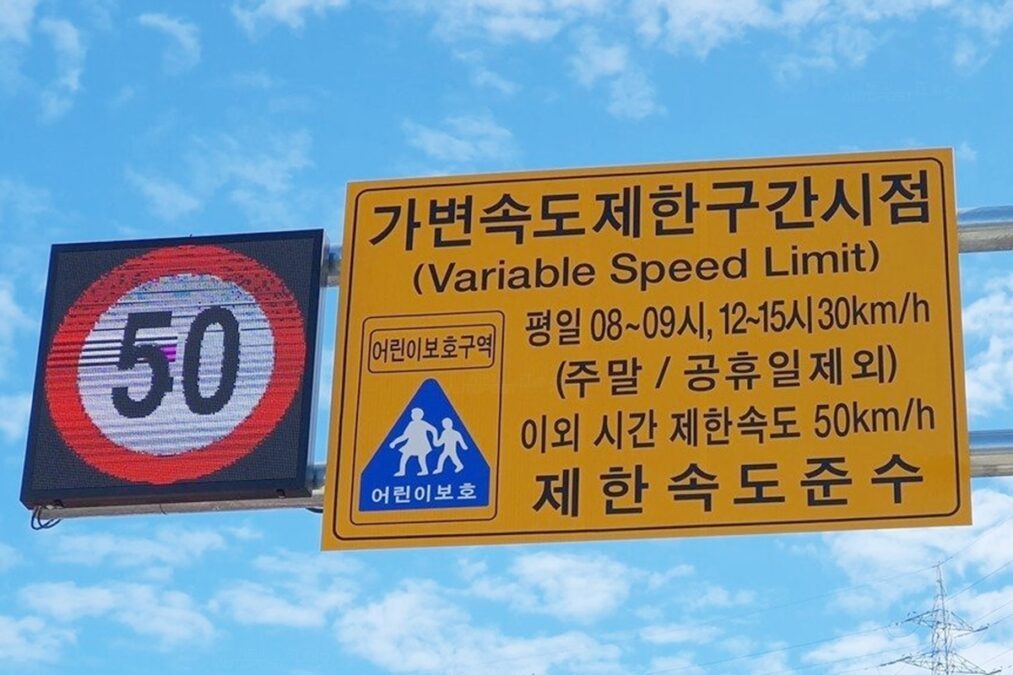 50
가변속도제한구간시점
(Variable Speed Limit)
어린이보호구역
어린이보호
평일 08~09시, 12~15시 30km/h
(주말 / 공휴일제외)
이외 시간 제한속도 50km/h
제한속도준수